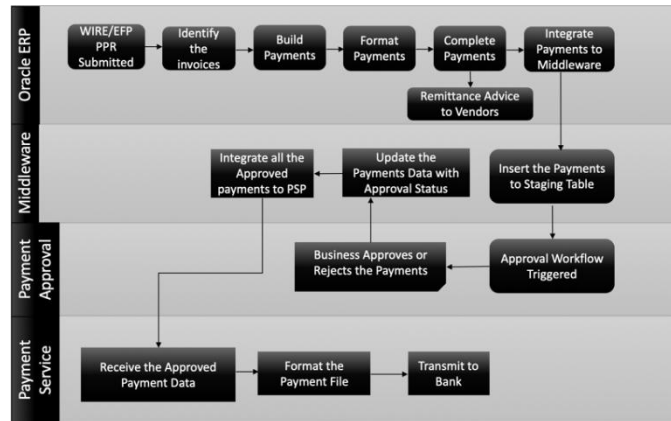 Oracle ERP
WIRE/EFP
PPR
Submitted
Identify
the
invoices
Build
Payments
Format
Payments
Complete
Payments
Integrate
Payments to
Middleware
Remittance Advice
to Vendors
Middleware
Integrate all the
Approved
payments to PSP
Update the
Payments Data with
Approval Status
Insert the Payments
to Staging Table
Payment
Approval
Business Approves or
Rejects the Payments
Approval Workflow
Triggered
Payment
Service
Receive the Approved
Payment Data
Format the
Payment File
Transmit to
Bank